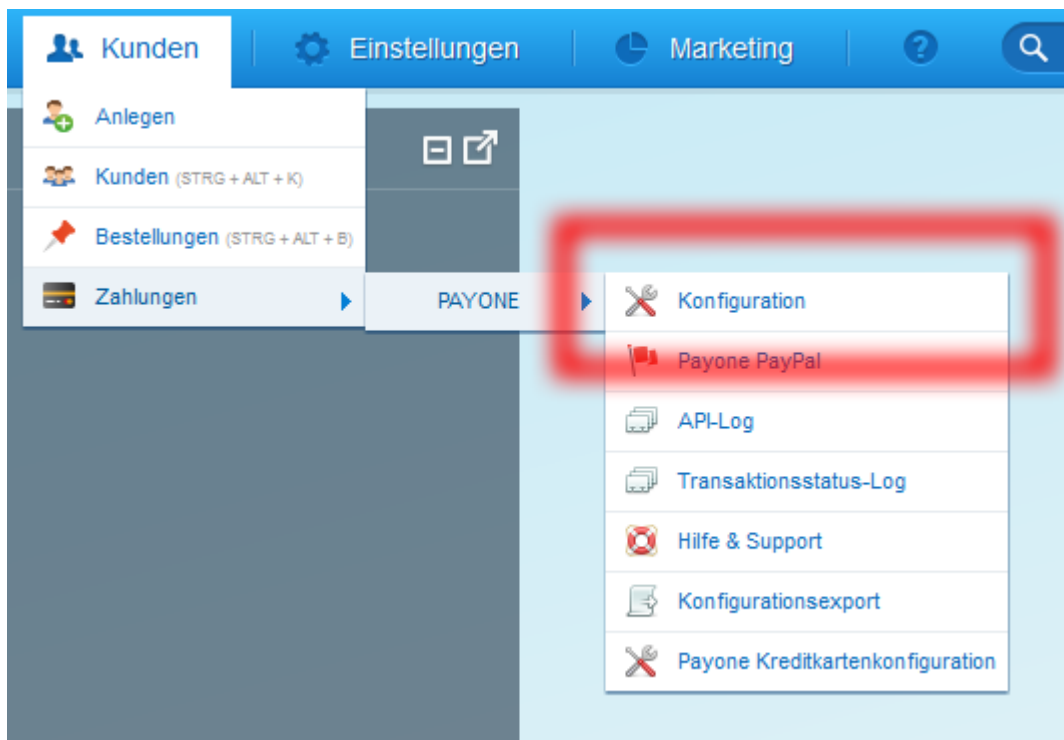 Kunden
Einstellungen
Marketing
?
Anlegen
Kunden (STRG + ALT + K)
Bestellungen (STRG + ALT + B)
Zahlungen
PAYONE
Konfiguration
Payone PayPal
API-Log
Transaktionsstatus-Log
Hilfe & Support
Konfigurationsexport
Payone Kreditkartenkonfiguration